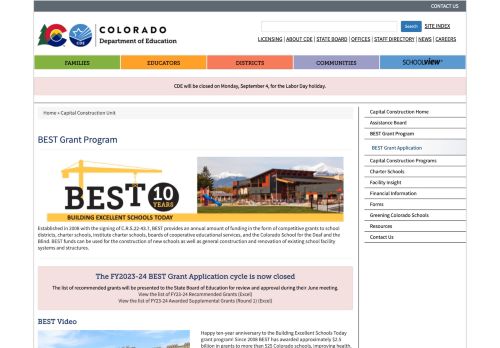 CONTACT US
COLORADO
Department of Education
CDE
Search
SITE INDEX
LICENSING | ABOUT CDE | STATE BOARD | OFFICES | STAFF DIRECTORY | NEWS | CAREERS
FAMILIES
EDUCATORS
DISTRICTS
COMMUNITIES
SCHOOLVIEW
CDE will be closed on Monday, September 4, for the Labor Day holiday.
Home » Capital Construction Unit
BEST Grant Program
BEST 10 YEARS
BUILDING EXCELLENT SCHOOLS TODAY
Established in 2008 with the signing of C.R.S.22-43.7, BEST provides an annual amount of funding in the form of competitive grants to school
districts, charter schools, institute charter schools, boards of cooperative educational services, and the Colorado School for the Deaf and the
Blind. BEST funds can be used for the construction of new schools as well as general construction and renovation of existing school facility
systems and structures.
The FY2023-24 BEST Grant Application cycle is now closed
The list of recommended grants will be presented to the State Board of Education for review and approval during their June meeting.
View the list of FY23-24 Recommended Grants (Excel)
View the list of FY23-24 Awarded Supplemental Grants (Round 1) (Excel)
BEST Video
Happy ten-year anniversary to the Building Excellent Schools Today
grant program! Since 2008 BEST has awarded approximately $2.5
billion in grants to more than 525 Colorado schools, improving health,
Capital Construction Home
Assistance Board
BEST Grant Program
BEST Grant Application
Capital Construction Programs
Charter Schools
Facility Insight
Financial Information
Forms
Greening Colorado Schools
Resources
Contact Us